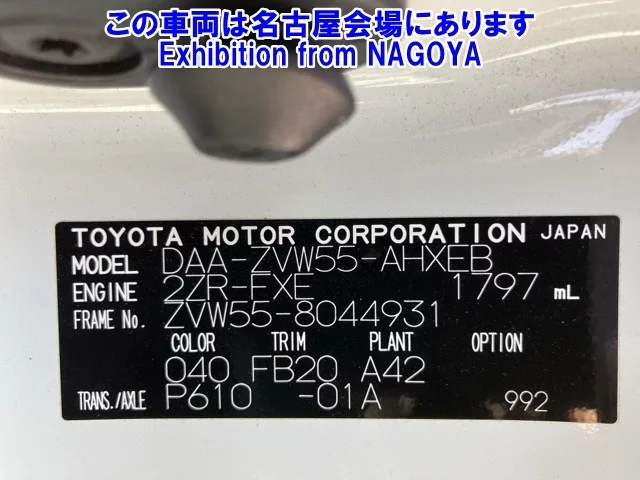 この車両は名古屋会場にあります
Exhibition from NAGOYA
TOYOTA MOTOR CORPORATION JAPAN
MODEL DAA-ZVW55-AHXEB
ENGINE 2ZR-FXE 1797 mL
FRAME No. ZVW55-8044931
COLOR TRIM PLANT OPTION
040 FB20 A42
TRANS./AXLE P610 -01A 992